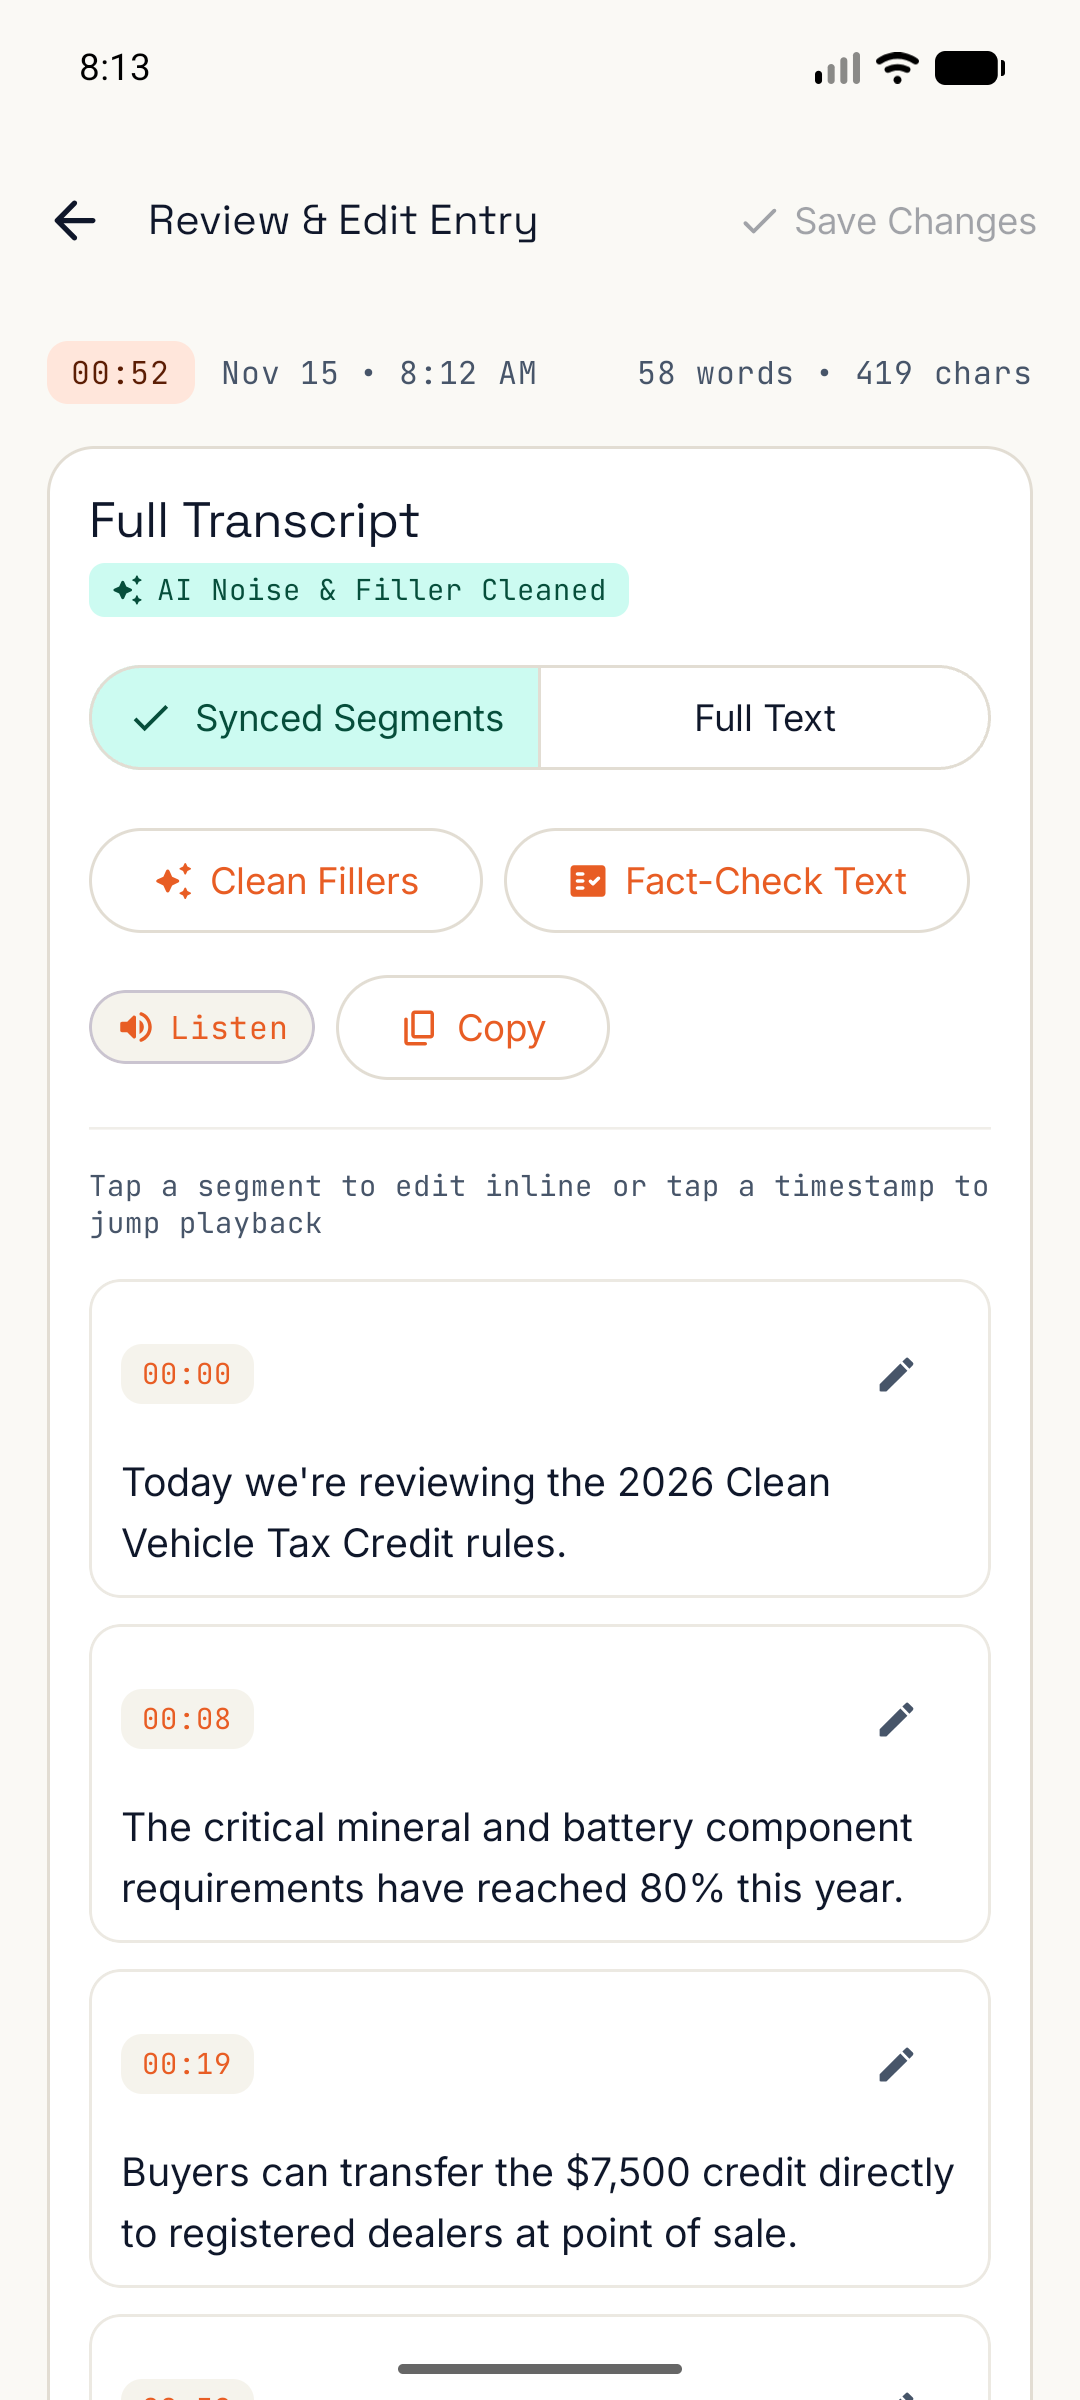 8:13
Review & Edit Entry
Save Changes
00:52
Nov 15 • 8:12 AM
58 words • 419 chars
Full Transcript
AI Noise & Filler Cleaned
Synced Segments
Full Text
Clean Fillers
Fact-Check Text
Listen
Copy
Tap a segment to edit inline or tap a timestamp to
jump playback
00:00
Today we're reviewing the 2026 Clean
Vehicle Tax Credit rules.
00:08
The critical mineral and battery component
requirements have reached 80% this year.
00:19
Buyers can transfer the $7,500 credit directly
to registered dealers at point of sale.